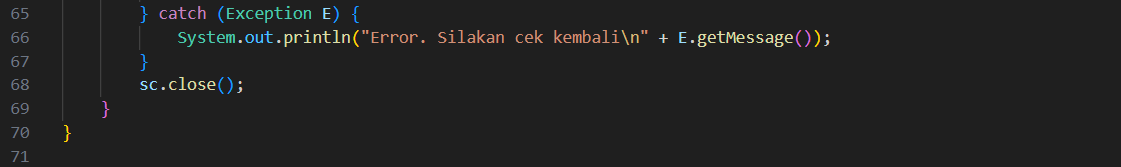 65 } catch (Exception E) {
66 System.out.println("Error. Silakan cek kembali\n" + E.getMessage());
67 }
68 sc.close();
69 }
70 }
71